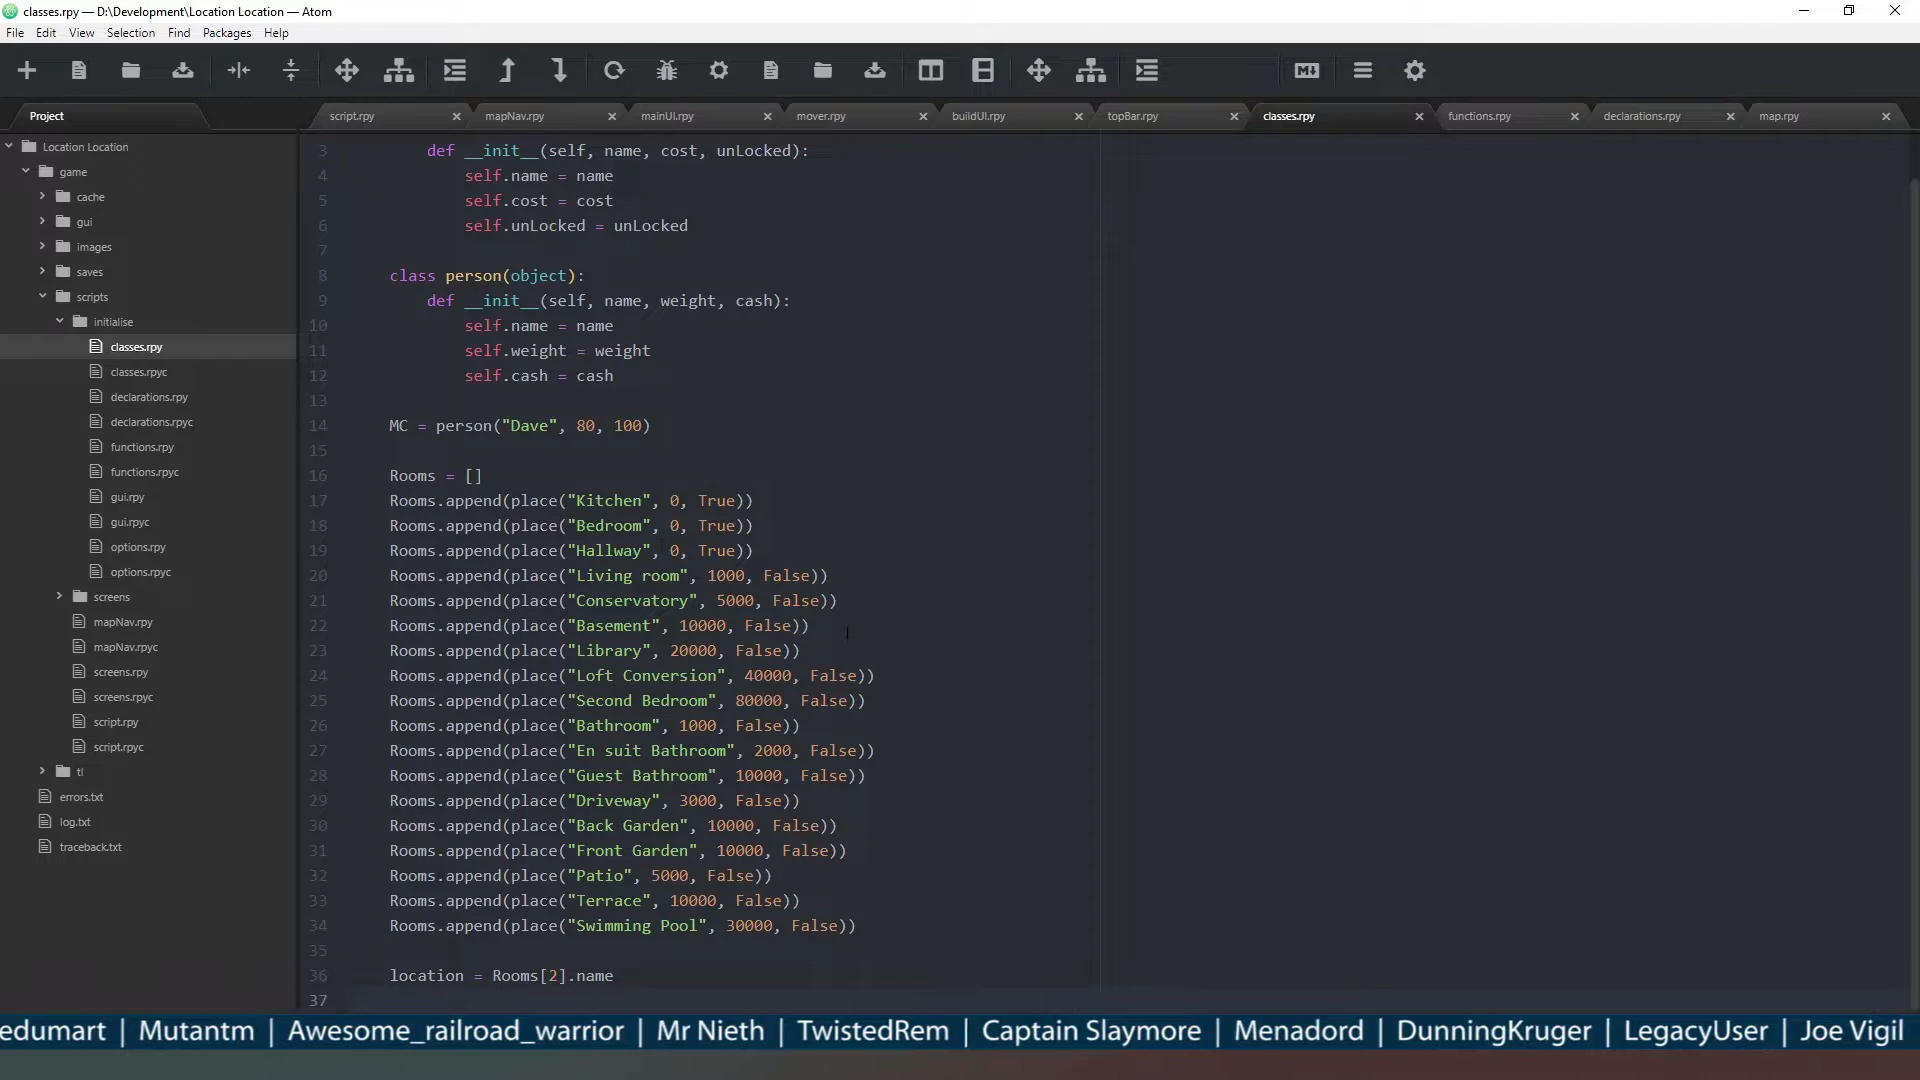 classes.rpy — D:\Development\Location Location — Atom
File Edit View Selection Find Packages Help
Project
script.rpy mapNav.rpy mainUI.rpy mover.rpy buildUI.rpy topBar.rpy classes.rpy functions.rpy declarations.rpy map.rpy
Location Location
game
cache
gui
images
saves
scripts
initialise
classes.rpy
classes.rpyc
declarations.rpy
declarations.rpyc
functions.rpy
functions.rpyc
gui.rpy
gui.rpyc
options.rpy
options.rpyc
screens
mapNav.rpy
mapNav.rpyc
screens.rpy
screens.rpyc
script.rpy
script.rpyc
tl
errors.txt
log.txt
traceback.txt
3 def __init__(self, name, cost, unLocked):
4 self.name = name
5 self.cost = cost
6 self.unLocked = unLocked
7
8 class person(object):
9 def __init__(self, name, weight, cash):
10 self.name = name
11 self.weight = weight
12 self.cash = cash
13
14 MC = person("Dave", 80, 100)
15
16 Rooms = []
17 Rooms.append(place("Kitchen", 0, True))
18 Rooms.append(place("Bedroom", 0, True))
19 Rooms.append(place("Hallway", 0, True))
20 Rooms.append(place("Living room", 1000, False))
21 Rooms.append(place("Conservatory", 5000, False))
22 Rooms.append(place("Basement", 10000, False))
23 Rooms.append(place("Library", 20000, False))
24 Rooms.append(place("Loft Conversion", 40000, False))
25 Rooms.append(place("Second Bedroom", 80000, False))
26 Rooms.append(place("Bathroom", 1000, False))
27 Rooms.append(place("En suit Bathroom", 2000, False))
28 Rooms.append(place("Guest Bathroom", 10000, False))
29 Rooms.append(place("Driveway", 3000, False))
30 Rooms.append(place("Back Garden", 10000, False))
31 Rooms.append(place("Front Garden", 10000, False))
32 Rooms.append(place("Patio", 5000, False))
33 Rooms.append(place("Terrace", 10000, False))
34 Rooms.append(place("Swimming Pool", 30000, False))
35
36 location = Rooms[2].name
37
edumart | Mutantm | Awesome_railroad_warrior | Mr Nieth | TwistedRem | Captain Slaymore | Menadord | DunningKruger | LegacyUser | Joe Vigil